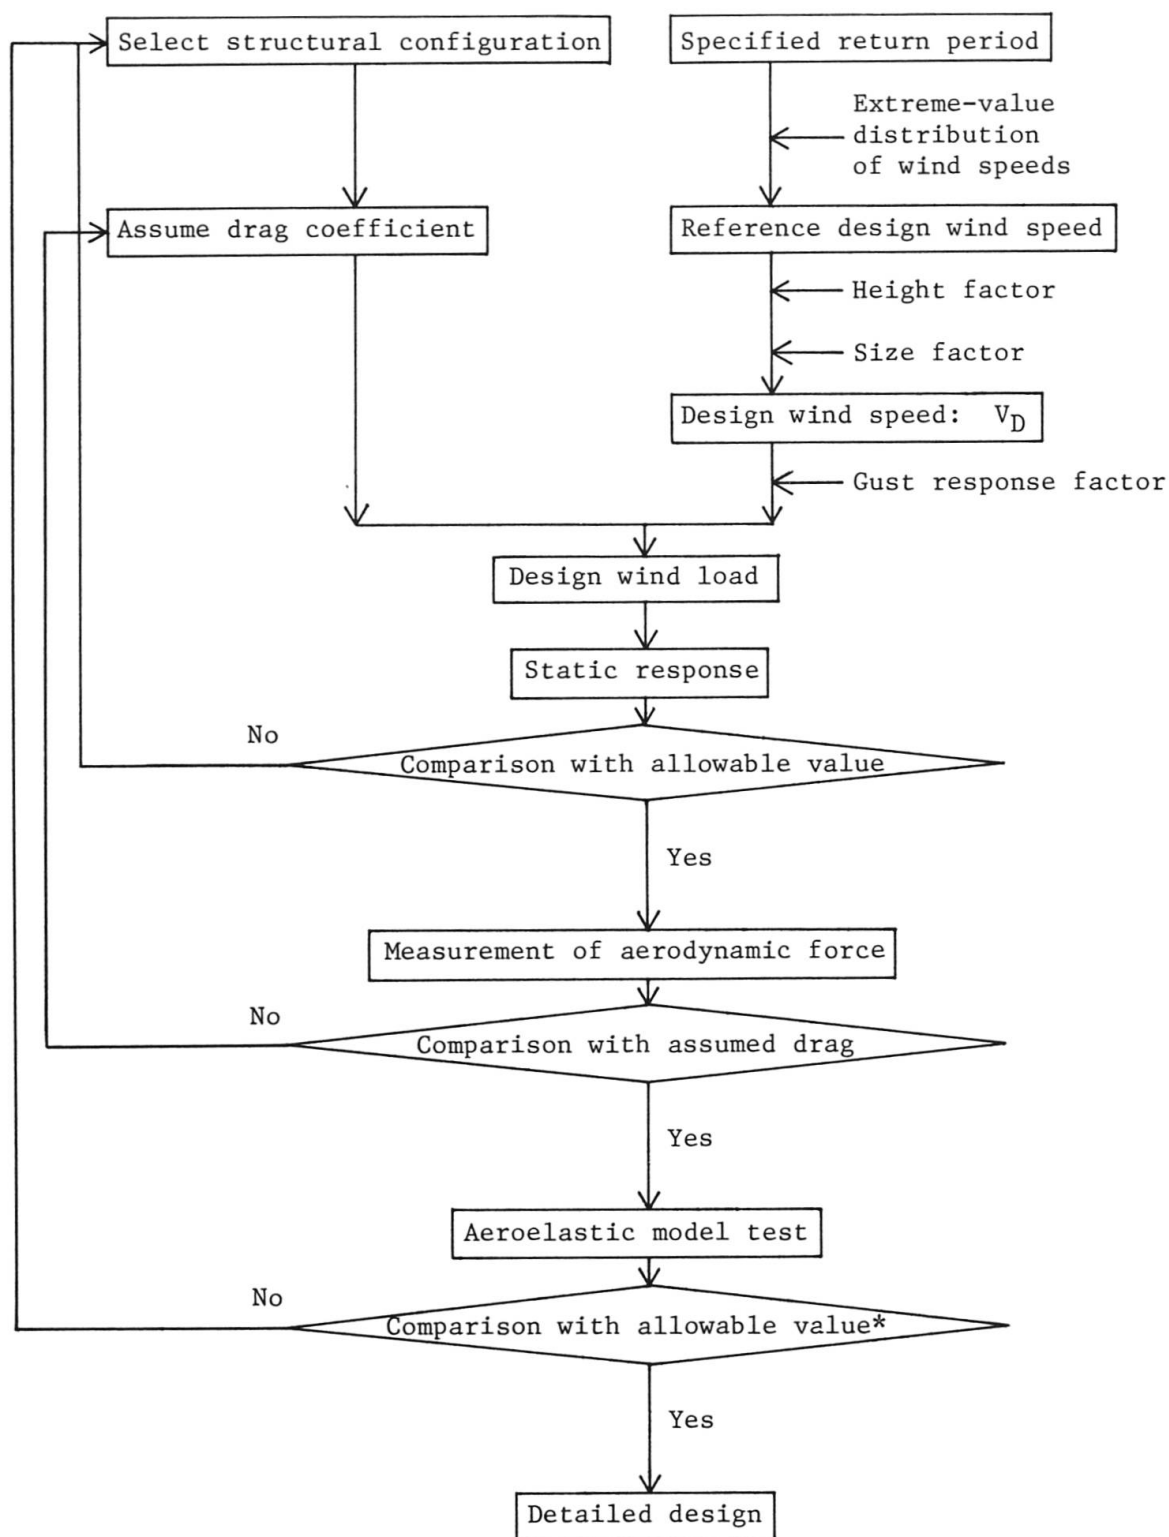 Select structural configuration
Specified return period
Extreme-value
distribution
of wind speeds
Assume drag coefficient
Reference design wind speed
Height factor
Size factor
Design wind speed: V_D
Gust response factor
Design wind load
Static response
No
Comparison with allowable value
Yes
Measurement of aerodynamic force
No
Comparison with assumed drag
Yes
Aeroelastic model test
No
Comparison with allowable value*
Yes
Detailed design